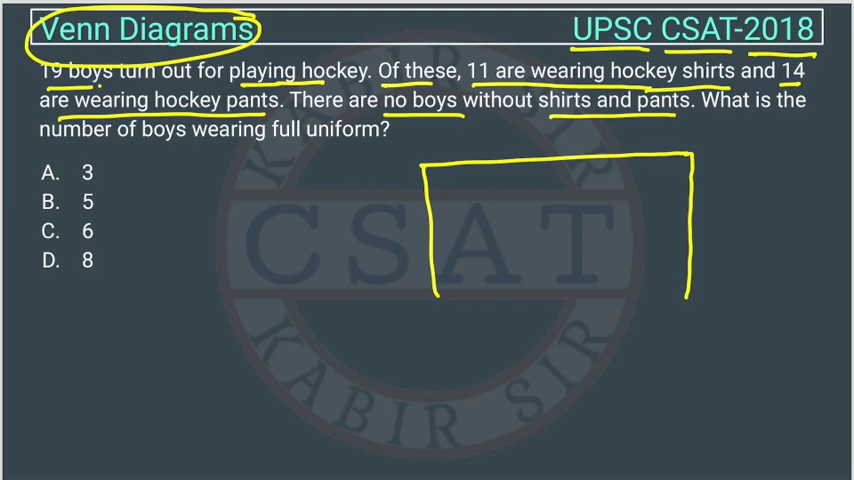 Venn Diagrams
UPSC CSAT-2018
19 boys turn out for playing hockey. Of these, 11 are wearing hockey shirts and 14
are wearing hockey pants. There are no boys without shirts and pants. What is the
number of boys wearing full uniform?
A. 3
B. 5
C. 6
D. 8
KABIR SIR
CSAT
KABIR SIR